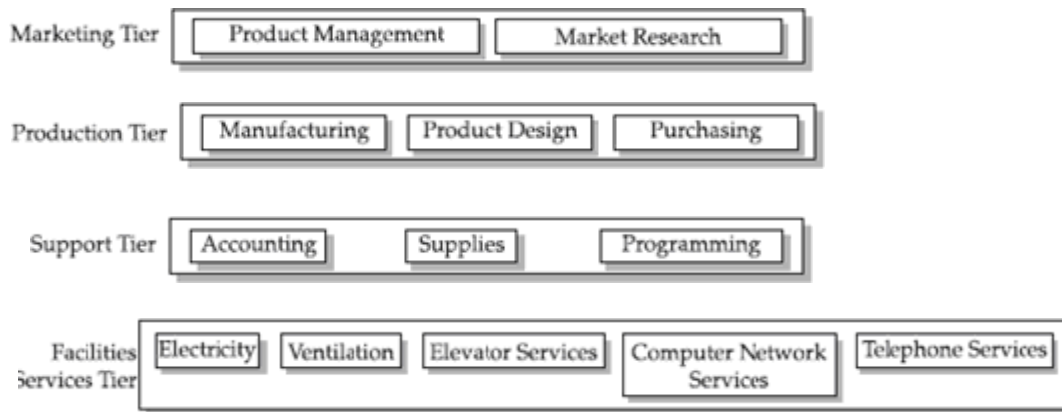 Marketing Tier
Product Management
Market Research
Production Tier
Manufacturing
Product Design
Purchasing
Support Tier
Accounting
Supplies
Programming
Facilities
Services Tier
Electricity
Ventilation
Elevator Services
Computer Network
Services
Telephone Services